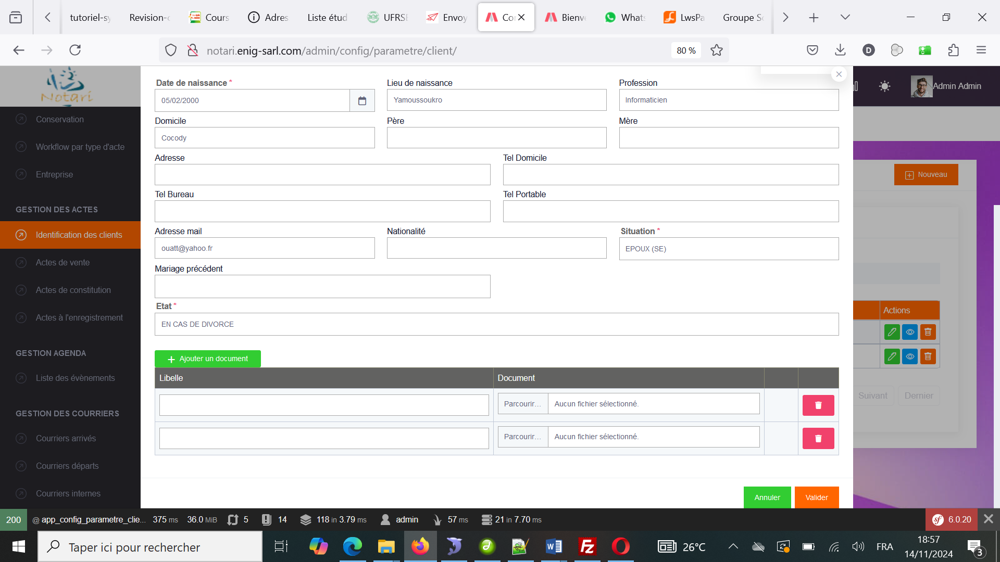 tutoriel-sy
Revision-c
Cours
Adres
Liste étud
UFRSE
Envoy
Con
Bienve
Whats
LwsPa
Groupe So
notari.enig-sarl.com/admin/config/parametre/client/
80 %
D
Notari
Admin Admin
Conservation
Workflow par type d'acte
Entreprise
GESTION DES ACTES
Identification des clients
Actes de vente
Actes de constitution
Actes à l'enregistrement
GESTION AGENDA
Liste des évènements
GESTION DES COURRIERS
Courriers arrivés
Courriers départs
Courriers internes
Date de naissance *
Lieu de naissance
Profession
05/02/2000
Yamoussoukro
Informaticien
Domicile
Père
Mère
Cocody
Adresse
Tel Domicile
Tel Bureau
Tel Portable
Adresse mail
Nationalité
Situation *
ouatt@yahoo.fr
EPOUX (SE)
Mariage précédent
Etat *
EN CAS DE DIVORCE
Ajouter un document
Libelle
Document
Parcourir...
Aucun fichier sélectionné.
Parcourir...
Aucun fichier sélectionné.
Annuler
Valider
Nouveau
Actions
Suivant
Dernier
200
@ app_config_parametre_clie...
375 ms
36.0 MiB
5
14
118 in 3.79 ms
admin
57 ms
21 in 7.70 ms
6.0.20
Taper ici pour rechercher
26°C
FRA
18:57
14/11/2024
3